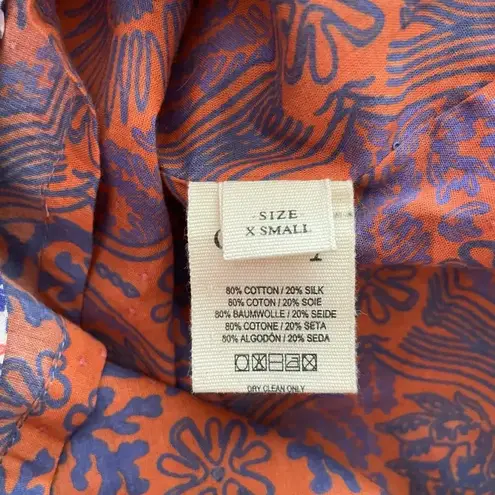 SIZE
X SMALL
80% COTTON / 20% SILK
80% COTON / 20% SOIE
80% BAUMWOLLE / 20% SEIDE
80% COTONE / 20% SETA
80% ALGODÓN / 20% SEDA
DRY CLEAN ONLY